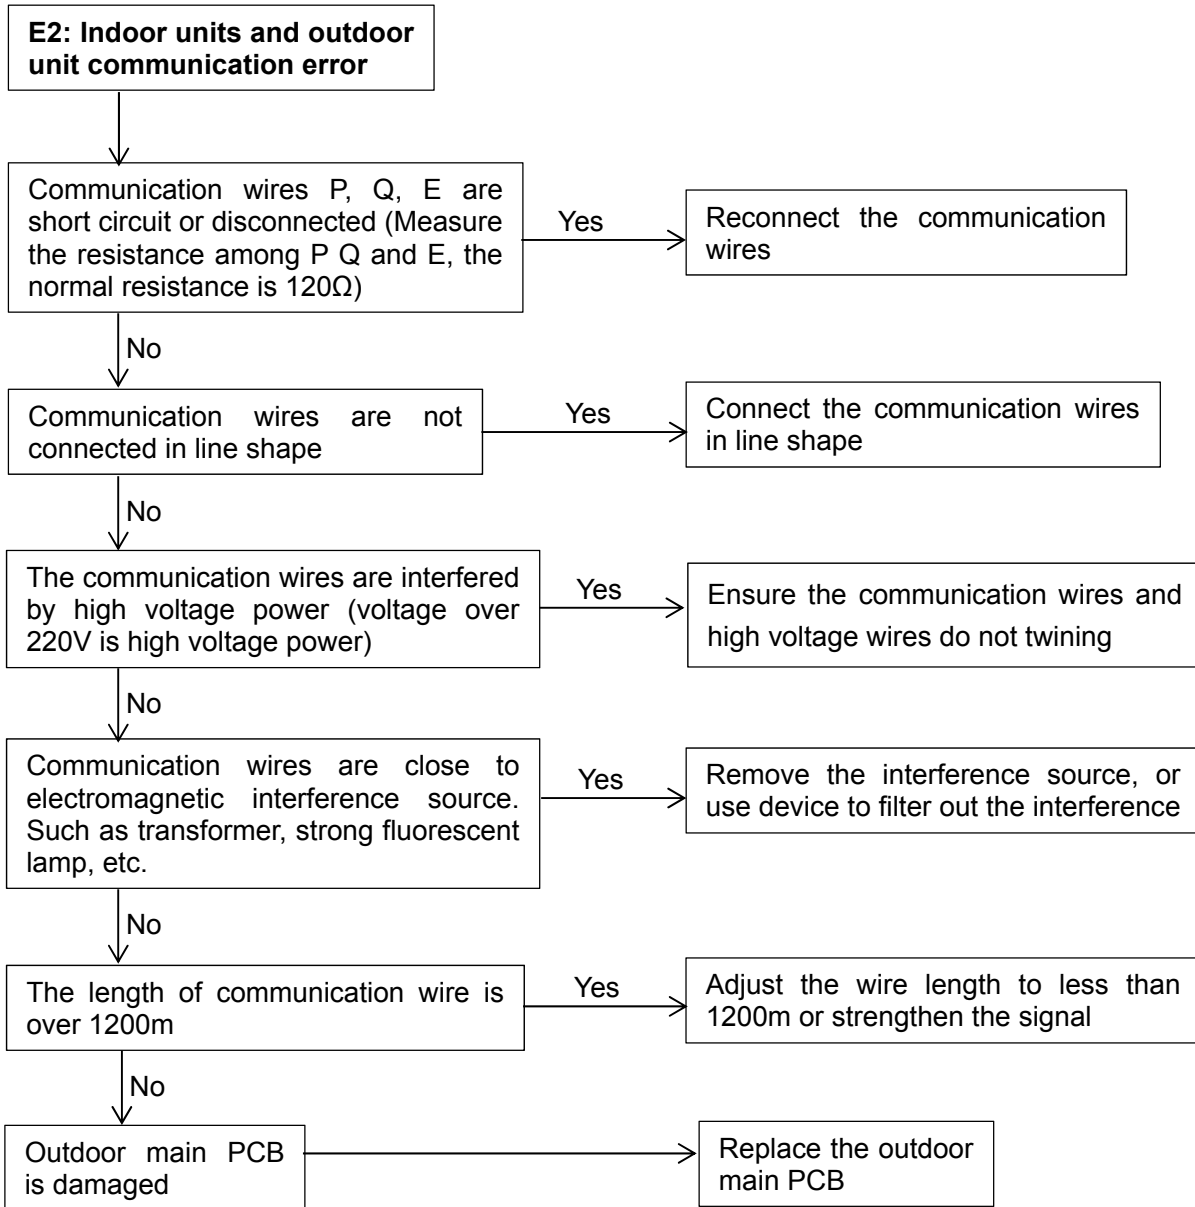 E2: Indoor units and outdoor
unit communication error
Communication wires P, Q, E are
short circuit or disconnected (Measure
the resistance among P Q and E, the
normal resistance is 120Ω)
Yes
Reconnect the communication
wires
No
Communication wires are not
connected in line shape
Yes
Connect the communication wires
in line shape
No
The communication wires are interfered
by high voltage power (voltage over
220V is high voltage power)
Yes
Ensure the communication wires and
high voltage wires do not twining
No
Communication wires are close to
electromagnetic interference source.
Such as transformer, strong fluorescent
lamp, etc.
Yes
Remove the interference source, or
use device to filter out the interference
No
The length of communication wire is
over 1200m
Yes
Adjust the wire length to less than
1200m or strengthen the signal
No
Outdoor main PCB
is damaged
Replace the outdoor
main PCB